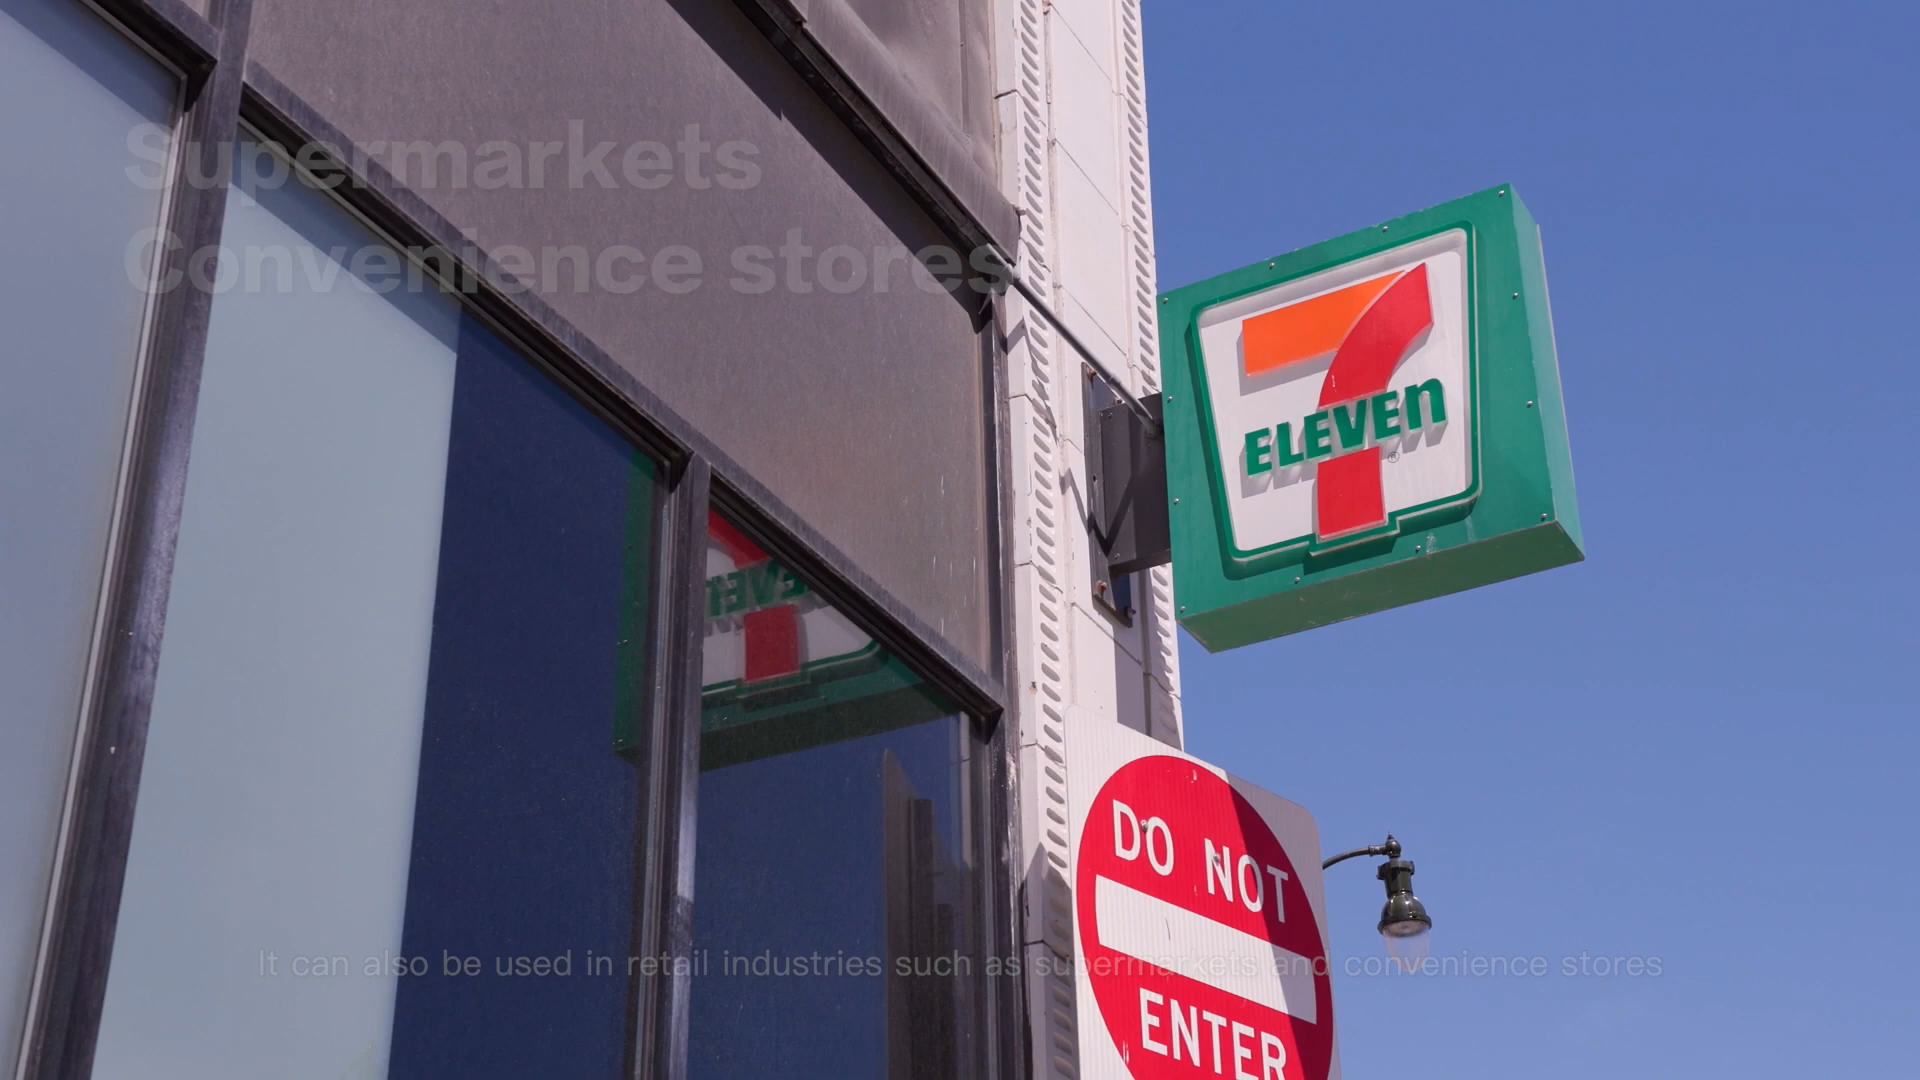 Supermarkets
Convenience stores
7
ELEVEn
®
DO NOT
ENTER
It can also be used in retail industries such as supermarkets and convenience stores